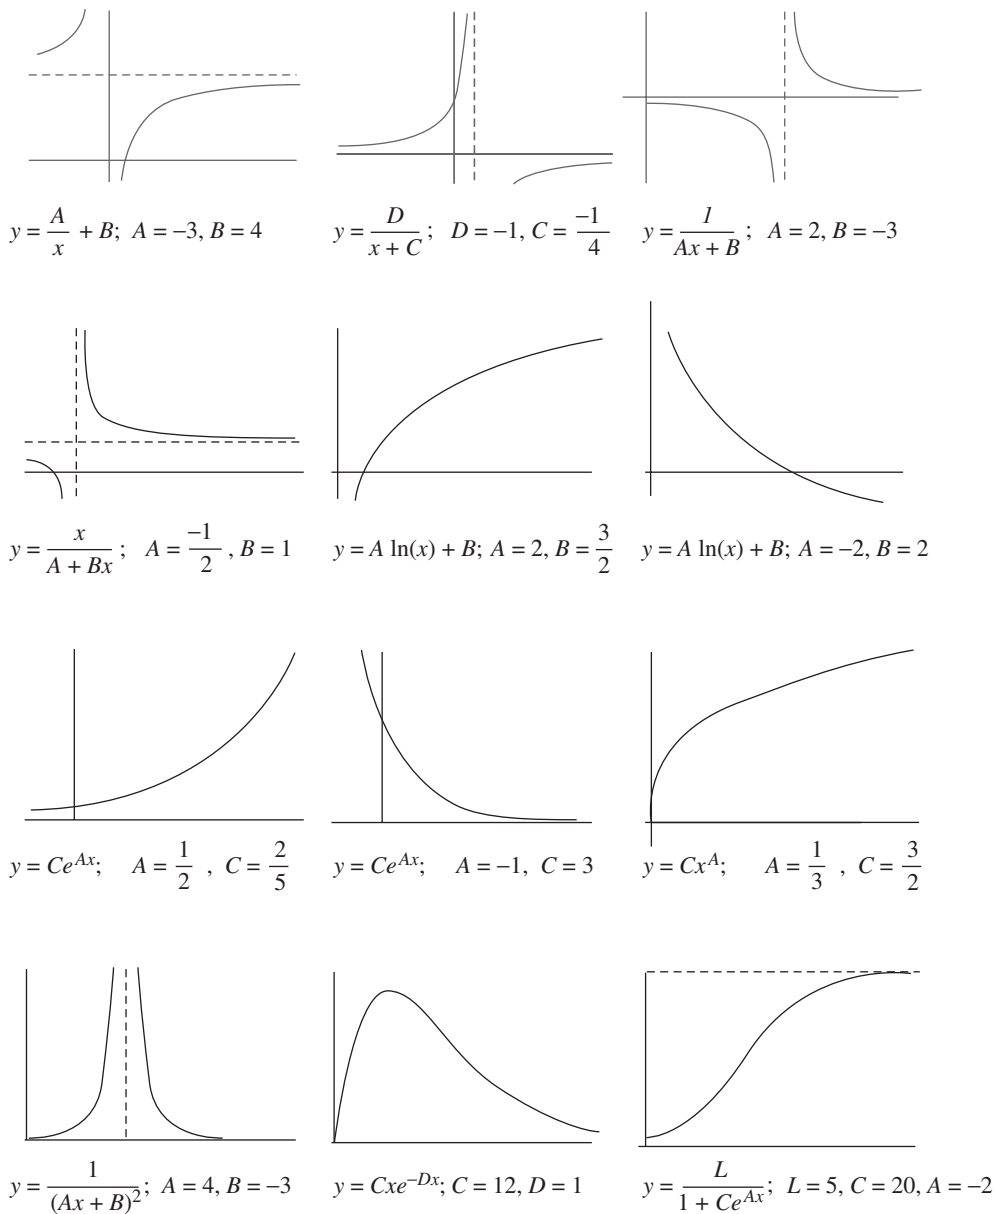 y = A/x + B; A = −3, B = 4
y = D/(x + C); D = −1, C = −1/4
y = 1/(Ax + B); A = 2, B = −3
y = x/(A + Bx); A = −1/2, B = 1
y = A ln(x) + B; A = 2, B = 3/2
y = A ln(x) + B; A = −2, B = 2
y = Ce^{Ax}; A = 1/2, C = 2/5
y = Ce^{Ax}; A = −1, C = 3
y = Cx^A; A = 1/3, C = 3/2
y = 1/(Ax + B)^2; A = 4, B = −3
y = Cxe^{−Dx}; C = 12, D = 1
y = L/(1 + Ce^{Ax}); L = 5, C = 20, A = −2